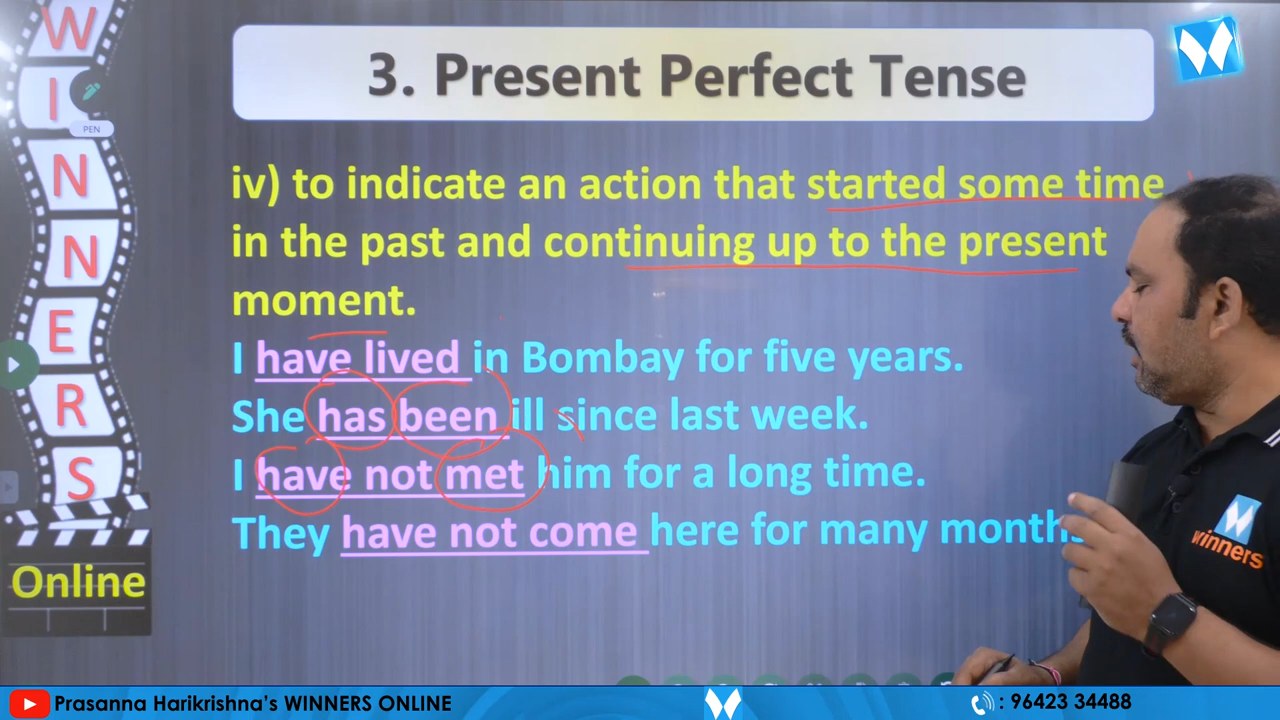 WINNERS
Online
PEN
3. Present Perfect Tense
iv) to indicate an action that started some time
in the past and continuing up to the present
moment.
I have lived in Bombay for five years.
She has been ill since last week.
I have not met him for a long time.
They have not come here for many months
winners
Prasanna Harikrishna's WINNERS ONLINE
: 96423 34488